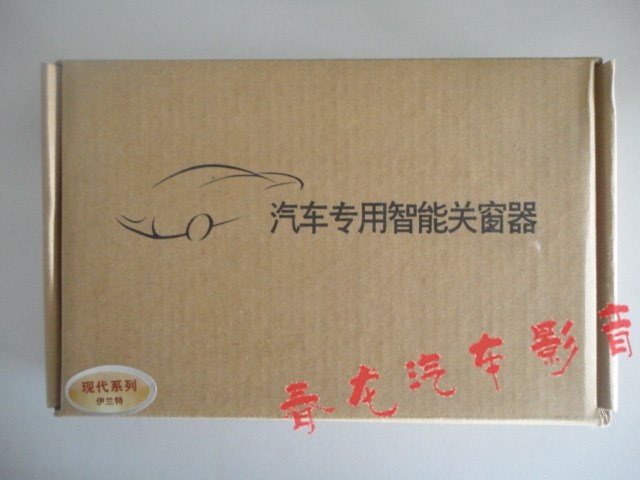 汽车专用智能关窗器
现代系列
伊兰特
青龙汽车影音